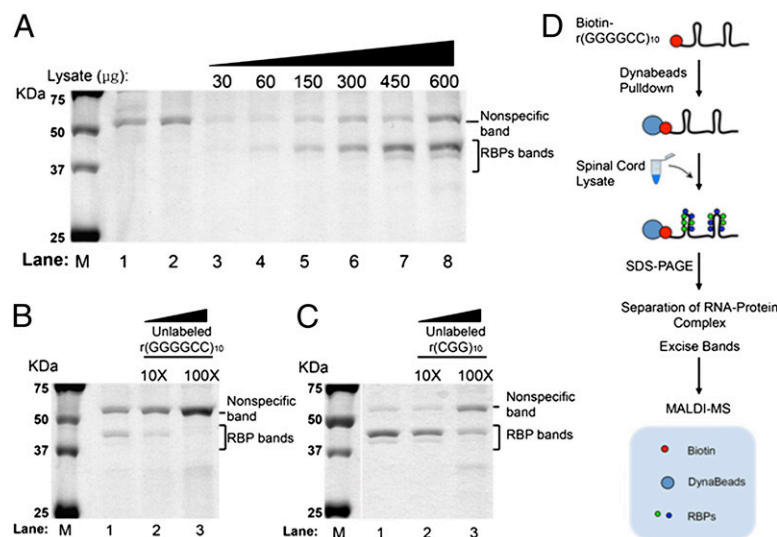 A
Lysate (µg): 30 60 150 300 450 600
KDa
75
50
37
25
Nonspecific
band
RBPs bands
Lane: M 1 2 3 4 5 6 7 8
B
Unlabeled
r(GGGGCC)10
10X 100X
KDa
75
50
37
25
Nonspecific
band
RBP bands
Lane: M 1 2 3
C
Unlabeled
r(CGG)10
10X 100X
KDa
75
50
37
25
Nonspecific
band
RBP bands
Lane: M 1 2 3
D
Biotin-
r(GGGGCC)10
Dynabeads
Pulldown
Spinal Cord
Lysate
SDS-PAGE
Separation of RNA-Protein
Complex
Excise Bands
MALDI-MS
Biotin
DynaBeads
RBPs